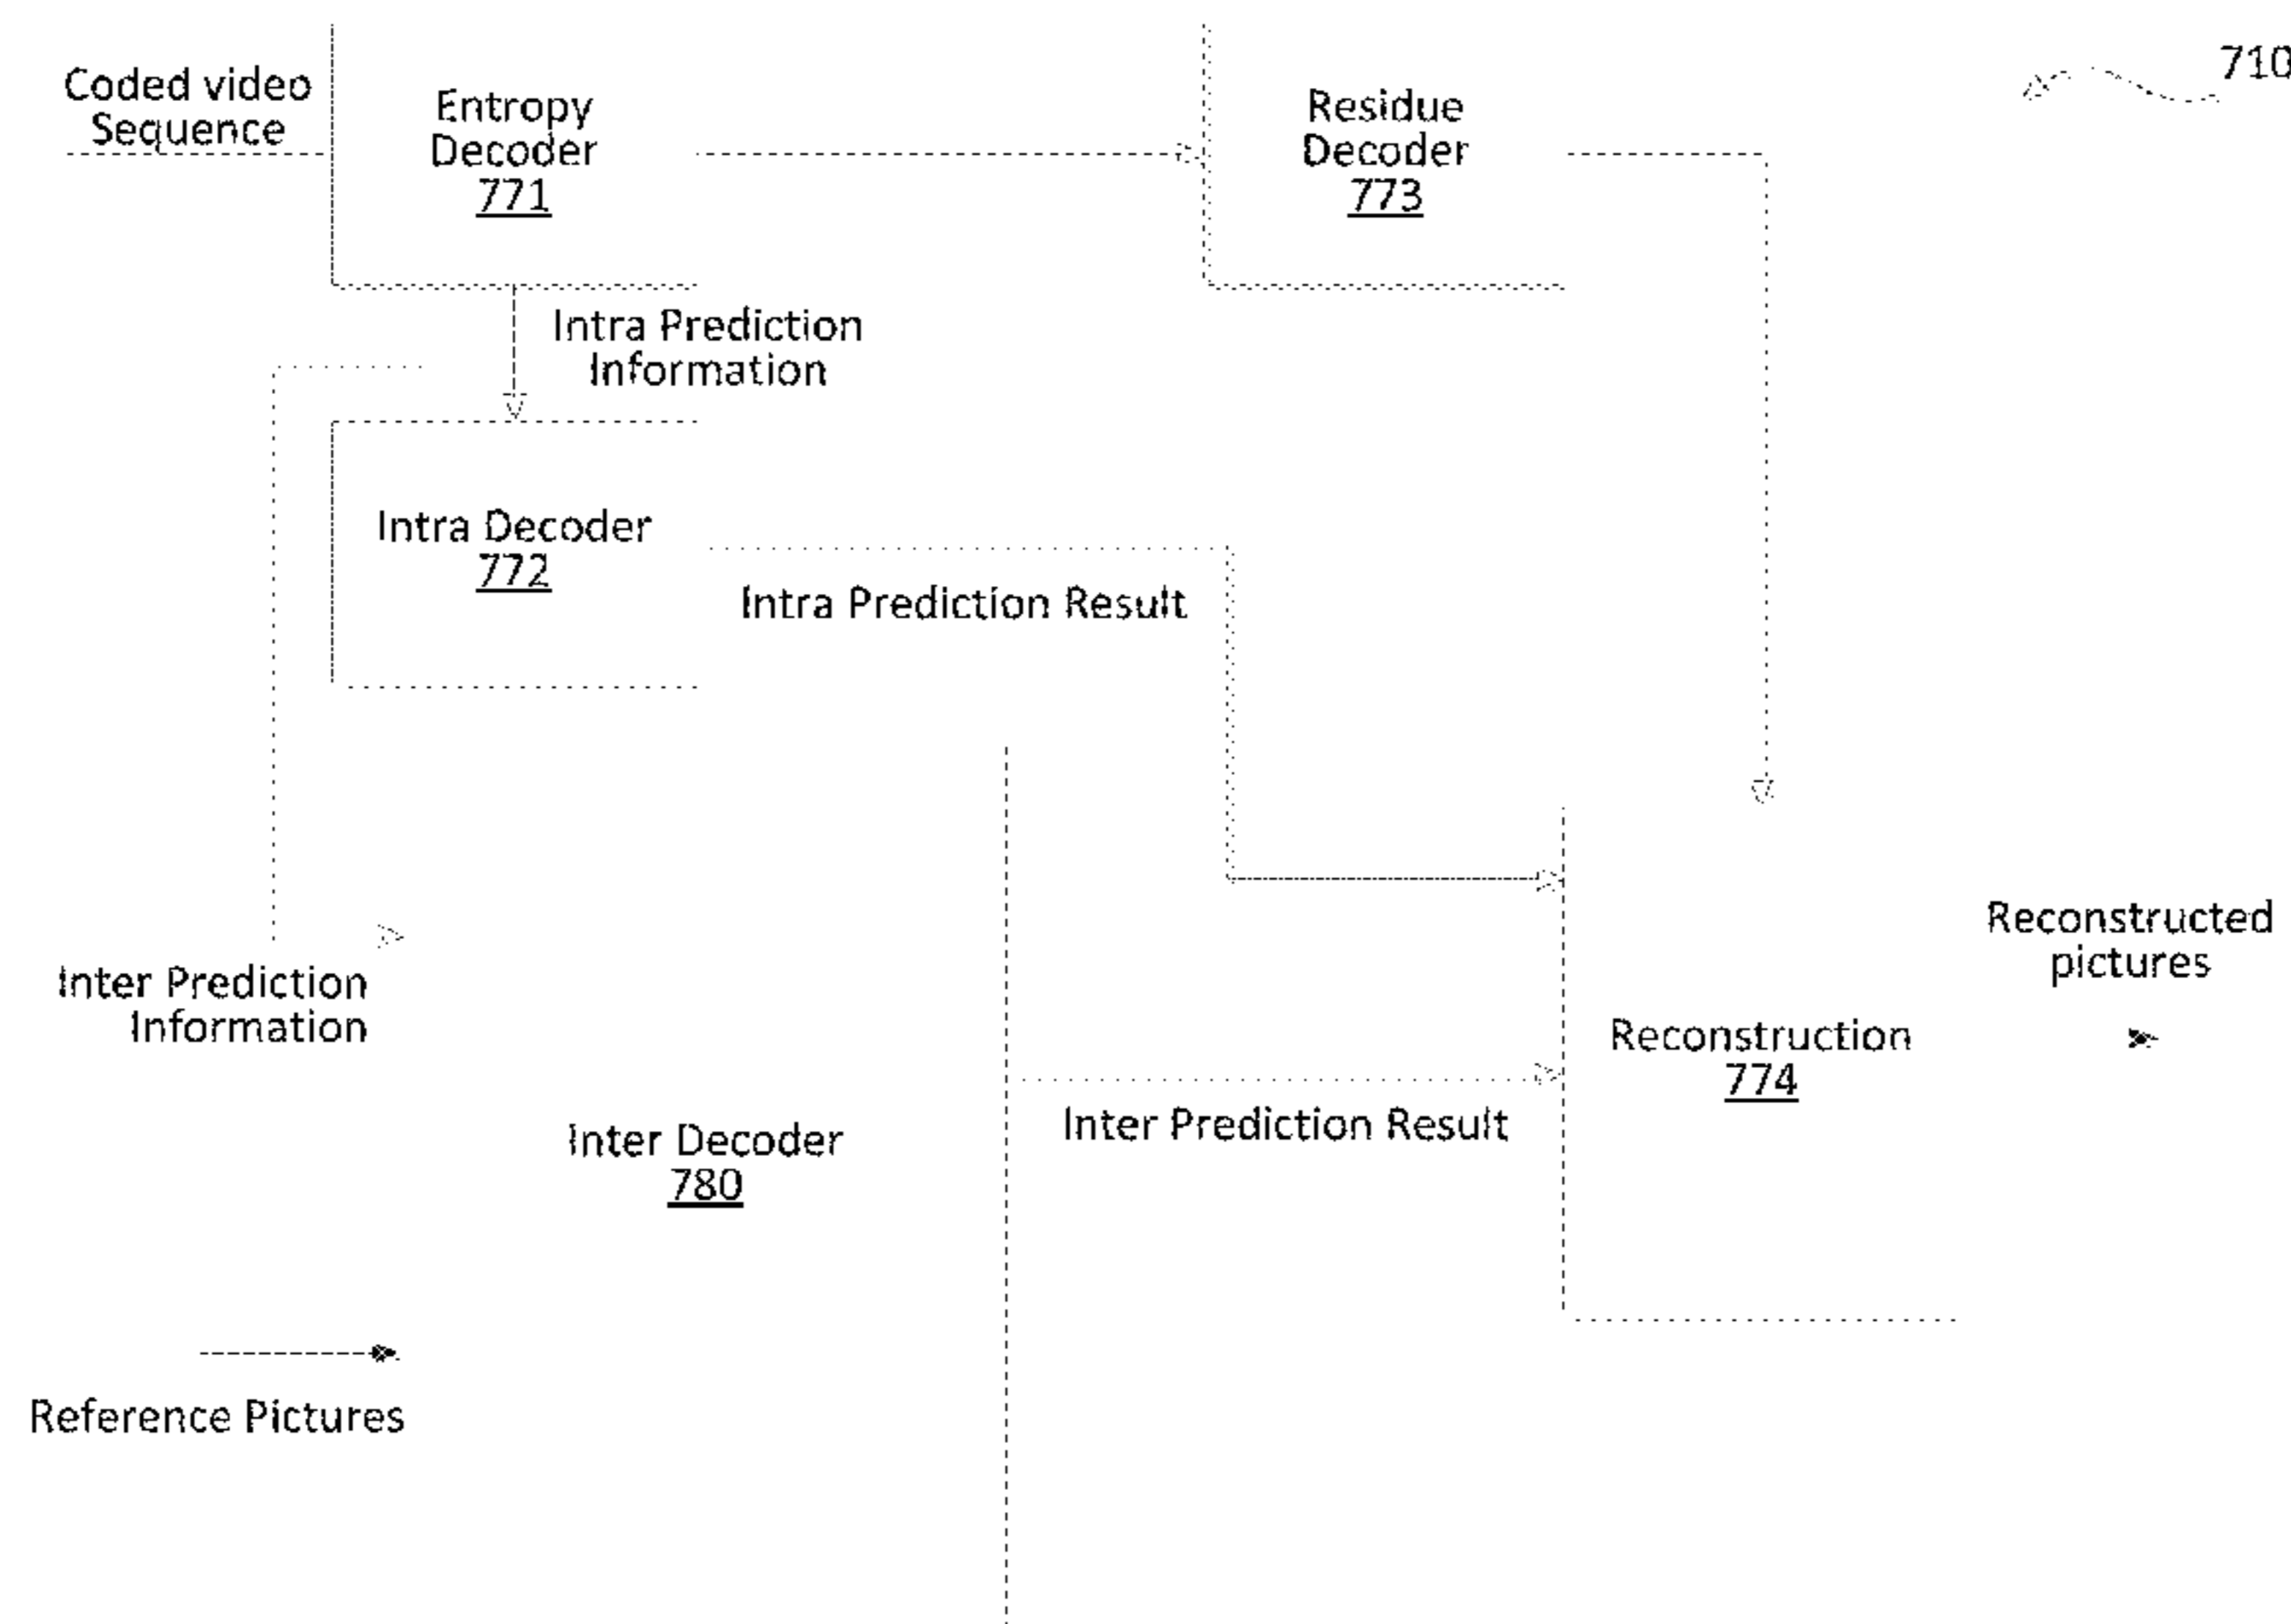 Coded video
Sequence
Entropy
Decoder
771
Residue
Decoder
773
710
Intra Prediction
Information
Intra Decoder
772
Intra Prediction Result
Inter Prediction
Information
Reconstructed
pictures
Reconstruction
774
Inter Prediction Result
Inter Decoder
780
Reference Pictures